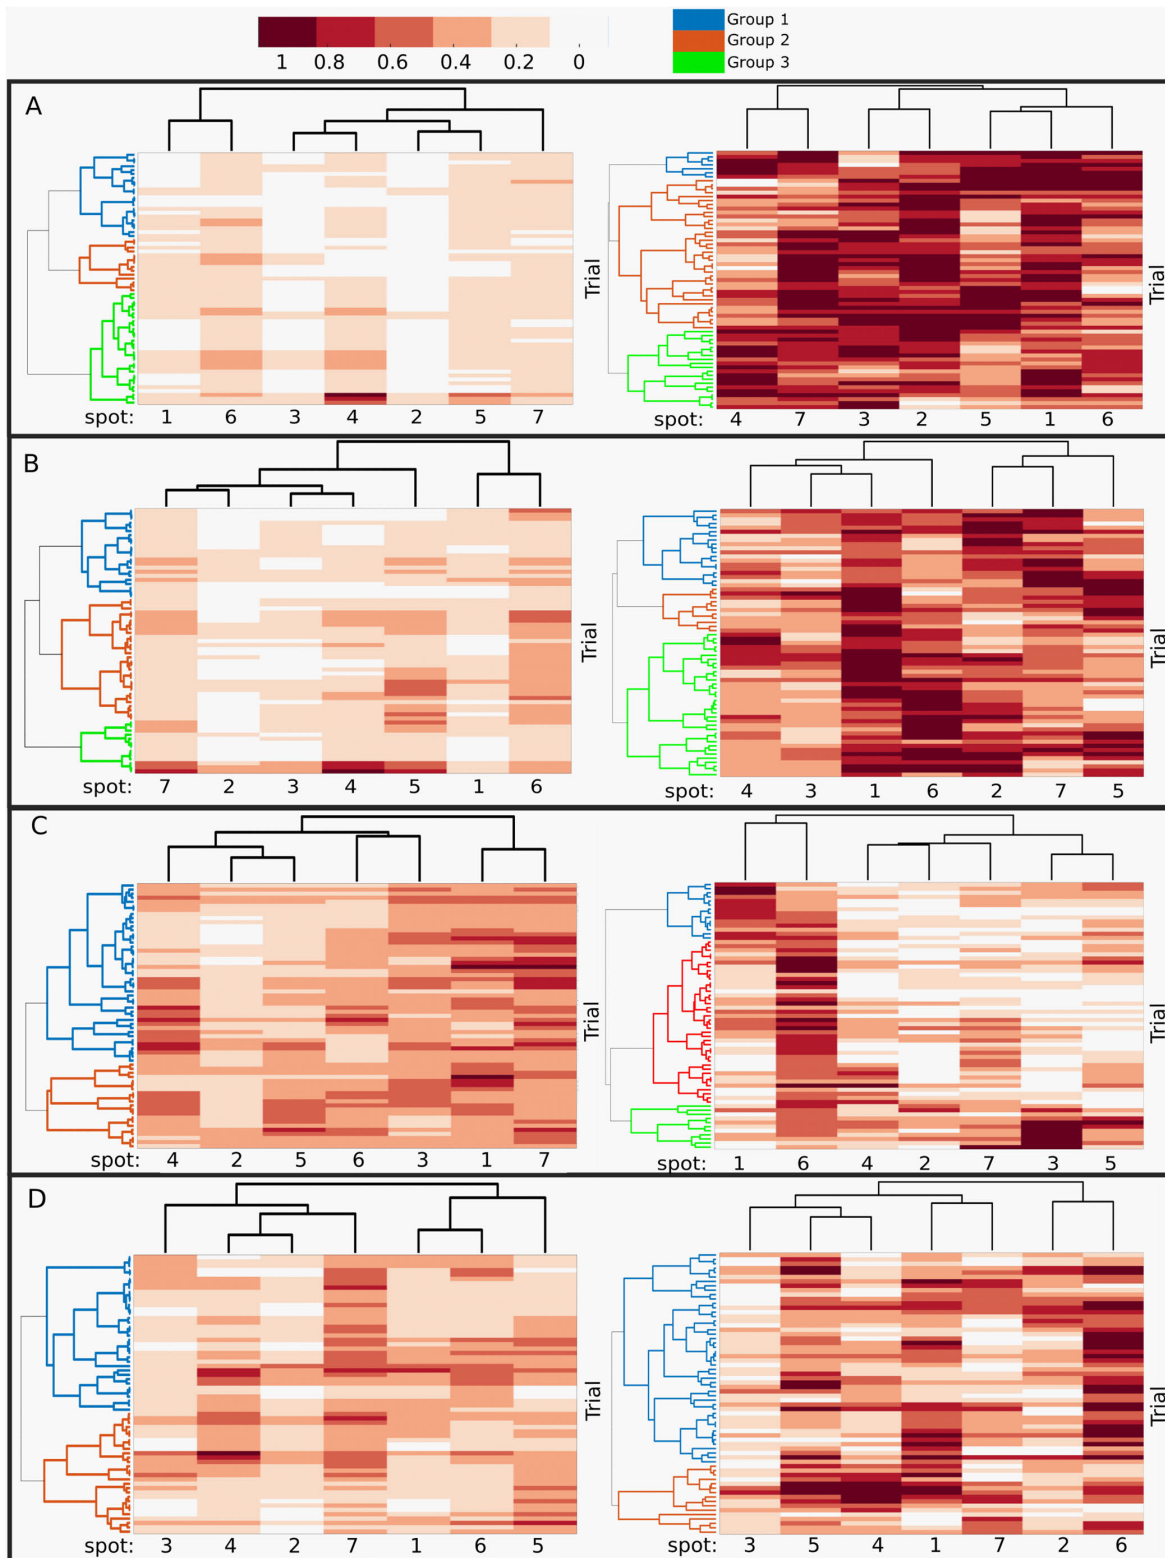 Group 1
Group 2
Group 3
1 0.8 0.6 0.4 0.2 0
A
Trial
Trial
spot: 1 6 3 4 2 5 7
spot: 4 7 3 2 5 1 6
B
Trial
Trial
spot: 7 2 3 4 5 1 6
spot: 4 3 1 6 2 7 5
C
Trial
Trial
spot: 4 2 5 6 3 1 7
spot: 1 6 4 2 7 3 5
D
Trial
Trial
spot: 3 4 2 7 1 6 5
spot: 3 5 4 1 7 2 6